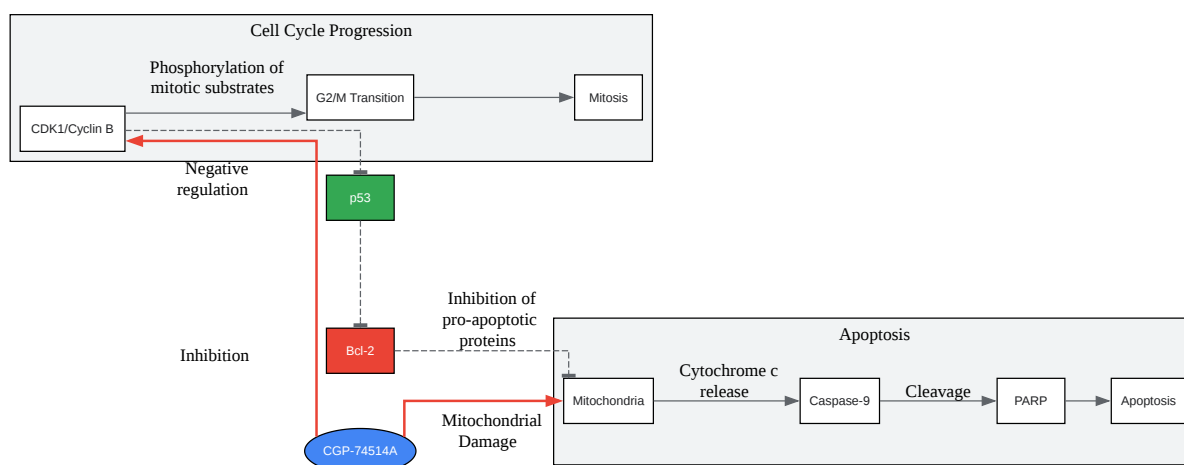 Cell Cycle Progression
Phosphorylation of
mitotic substrates
G2/M Transition
Mitosis
CDK1/Cyclin B
Negative
regulation
p53
Inhibition of
pro-apoptotic
proteins
Apoptosis
Inhibition
Bcl-2
Cytochrome c
release
Cleavage
Mitochondria
Caspase-9
PARP
Apoptosis
Mitochondrial
Damage
CGP-74514A